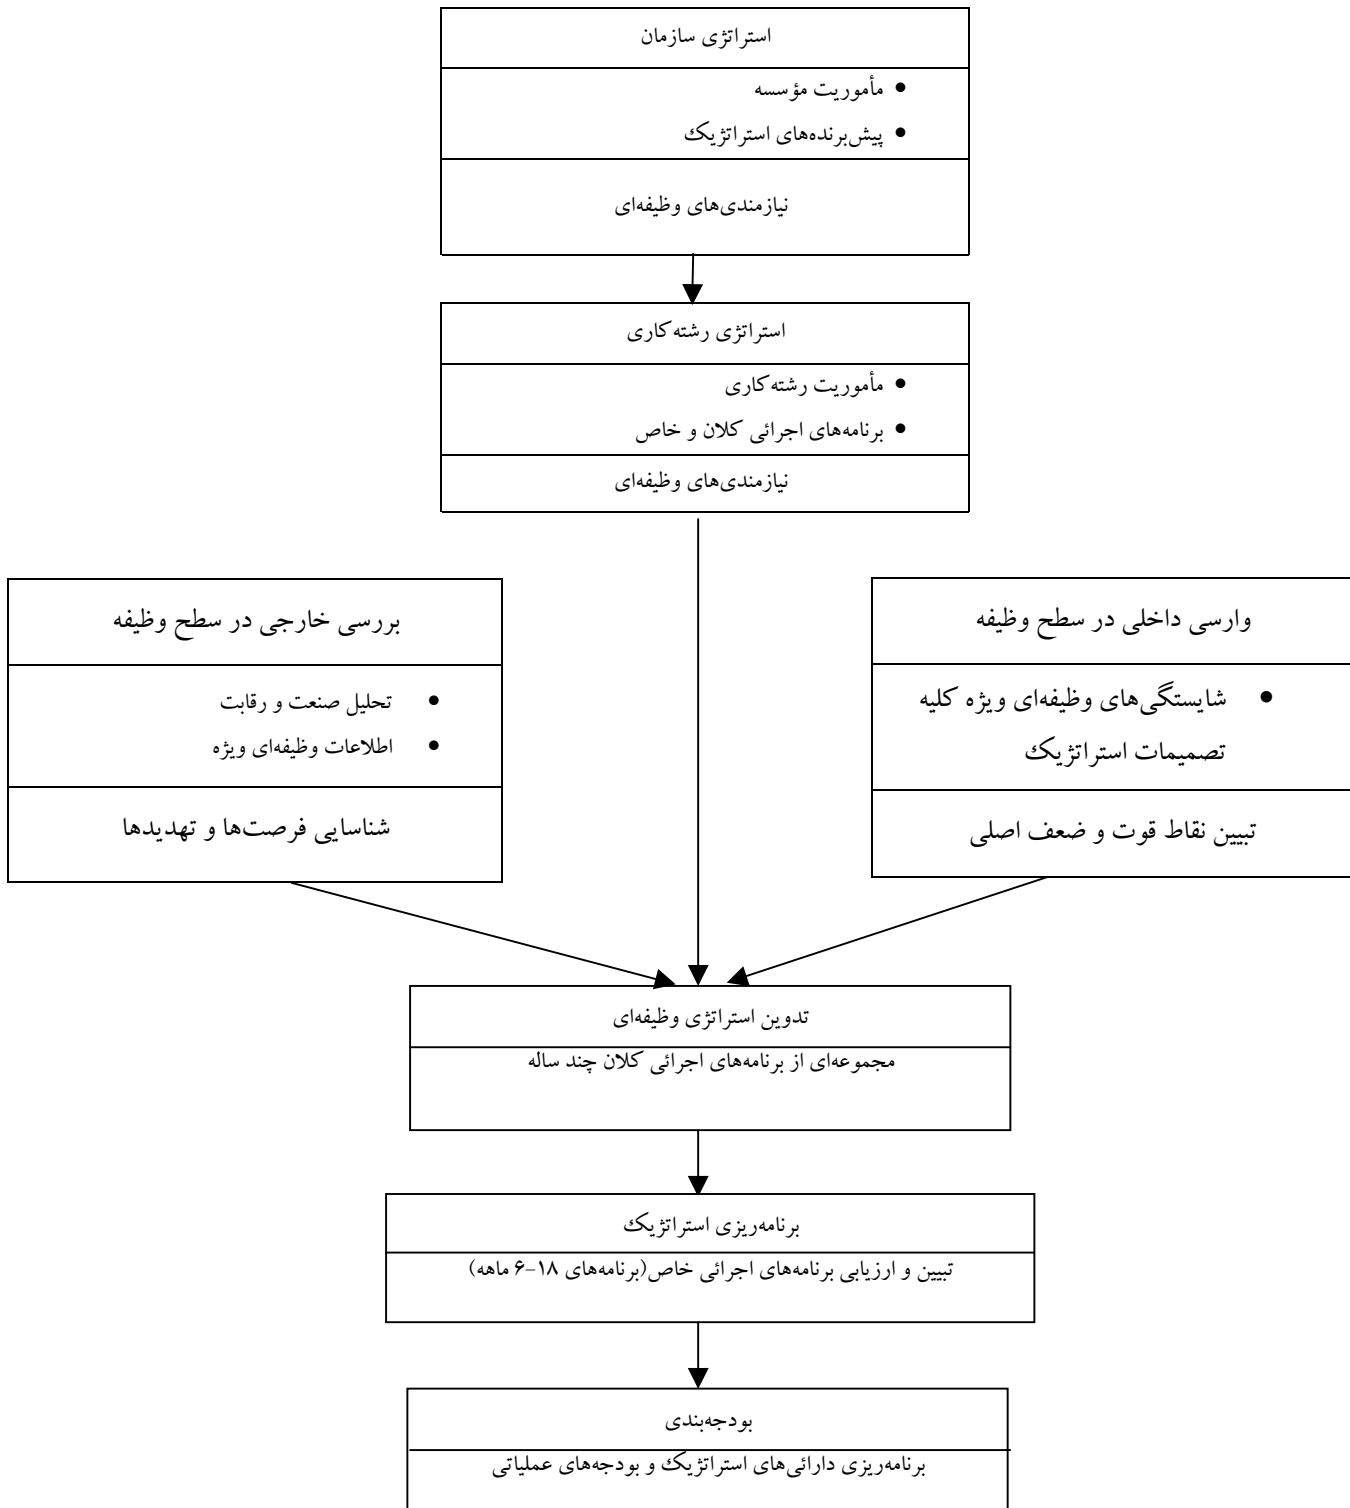 استراتژی سازمان
• مأموریت مؤسسه
• پیش‌برنده‌های استراتژیک
نیازمندی‌های وظیفه‌ای
استراتژی رشته‌کاری
• مأموریت رشته‌کاری
• برنامه‌های اجرائی کلان و خاص
نیازمندی‌های وظیفه‌ای
وارسی داخلی در سطح وظیفه
• شایستگی‌های وظیفه‌ای ویژه کلیه
تصمیمات استراتژیک
تبیین نقاط قوت و ضعف اصلی
بررسی خارجی در سطح وظیفه
• تحلیل صنعت و رقابت
• اطلاعات وظیفه‌ای ویژه
شناسایی فرصت‌ها و تهدیدها
تدوین استراتژی وظیفه‌ای
مجموعه‌ای از برنامه‌های اجرائی کلان چند ساله
برنامه‌ریزی استراتژیک
تبیین و ارزیابی برنامه‌های اجرائی خاص(برنامه‌های ۱۸-۶ ماهه)
بودجه‌بندی
برنامه‌ریزی دارائی‌های استراتژیک و بودجه‌های عملیاتی